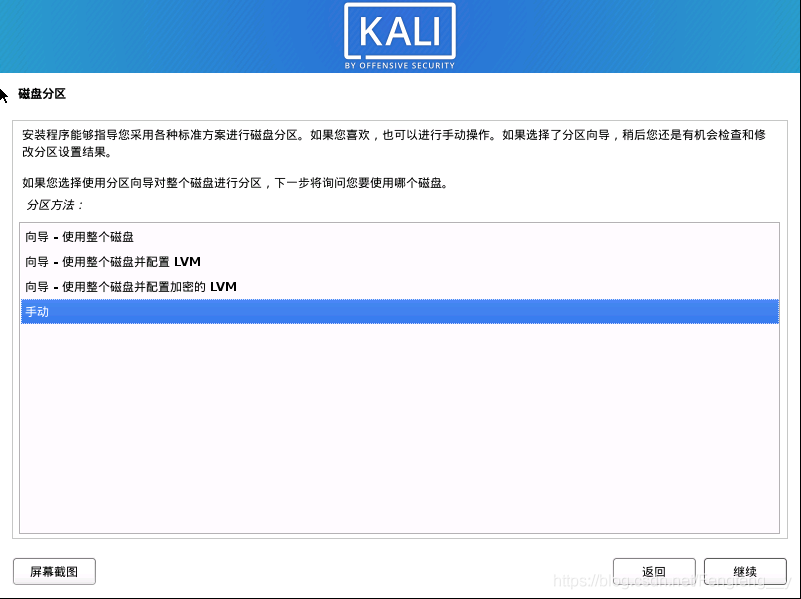 KALI
BY OFFENSIVE SECURITY
磁盘分区
安装程序能够指导您采用各种标准方案进行磁盘分区。如果您喜欢，也可以进行手动操作。如果选择了分区向导，稍后您还是有机会检查和修
改分区设置结果。
如果您选择使用分区向导对整个磁盘进行分区，下一步将询问您要使用哪个磁盘。
分区方法：
向导 - 使用整个磁盘
向导 - 使用整个磁盘并配置 LVM
向导 - 使用整个磁盘并配置加密的 LVM
手动
屏幕截图
返回
继续